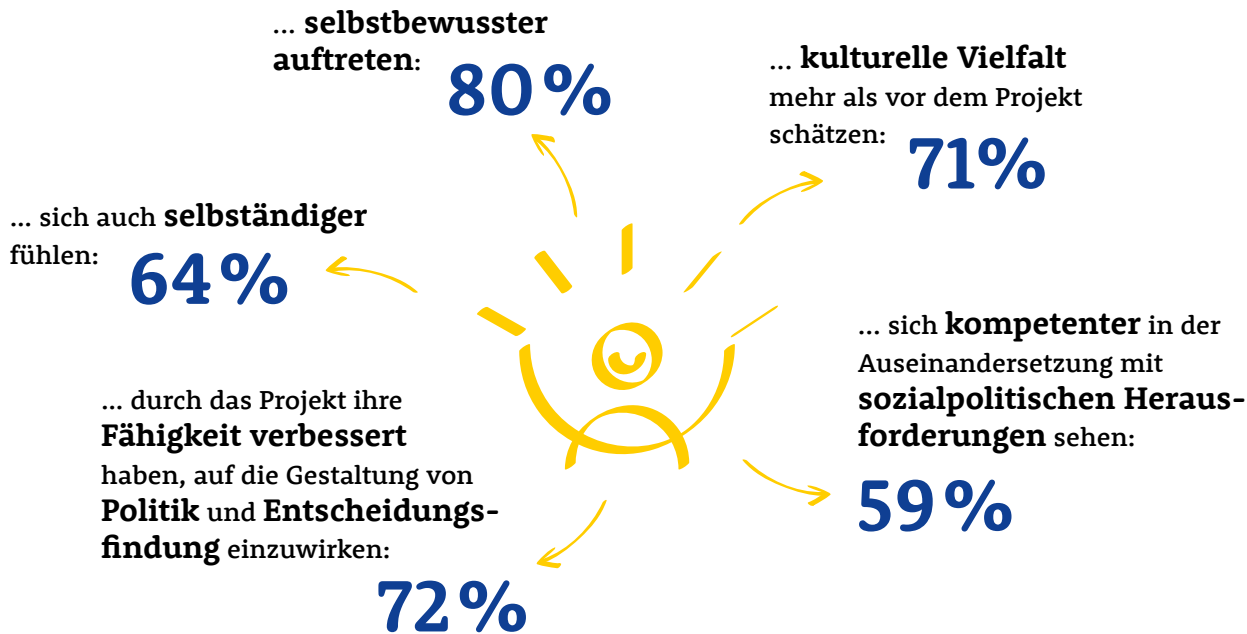 ... selbstbewusster
auftreten:
80 %
... kulturelle Vielfalt
mehr als vor dem Projekt
schätzen:
71%
... sich auch selbständiger
fühlen:
64 %
... sich kompetenter in der
Auseinandersetzung mit
sozialpolitischen Heraus-
forderungen sehen:
59 %
... durch das Projekt ihre
Fähigkeit verbessert
haben, auf die Gestaltung von
Politik und Entscheidungs-
findung einzuwirken:
72 %